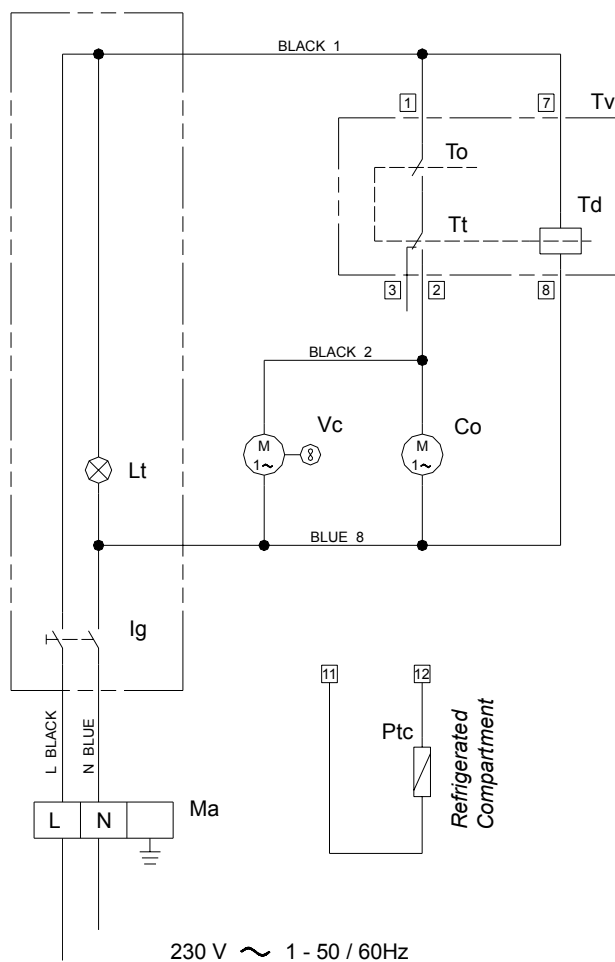 BLACK 1
1
7
Tv
To
Tt
Td
3
2
8
BLACK 2
Vc
Co
M
1~
8
M
1~
Lt
BLUE 8
Ig
L BLACK
N BLUE
11
12
Ptc
Refrigerated
Compartment
L
N
Ma
230 V ~ 1 - 50 / 60Hz